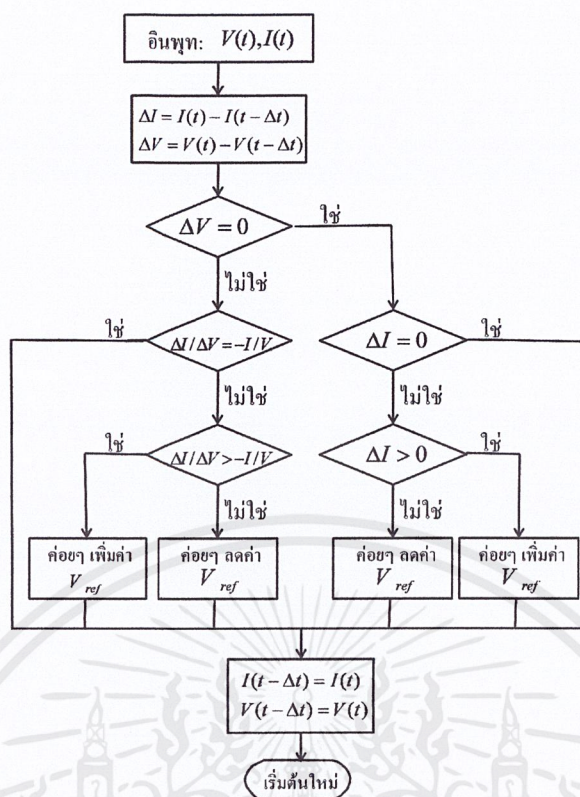 อินพุท: V(t),I(t)
ΔI = I(t) − I(t − Δt)
ΔV = V(t) − V(t − Δt)
ΔV = 0
ใช่
ไม่ใช่
ใช่
ΔI/ΔV=−I/V
ΔI = 0
ใช่
ไม่ใช่
ไม่ใช่
ใช่
ΔI/ΔV>−I/V
ΔI > 0
ใช่
ไม่ใช่
ไม่ใช่
ค่อยๆ เพิ่มค่า
V ref
ค่อยๆ ลดค่า
V ref
ค่อยๆ ลดค่า
V ref
ค่อยๆ เพิ่มค่า
V ref
I(t − Δt) = I(t)
V(t − Δt) = V(t)
เริ่มต้นใหม่